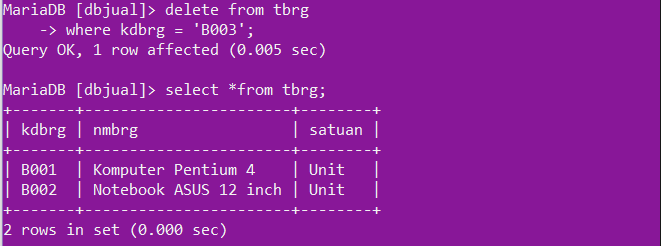 MariaDB [dbjual]> delete from tbrg
    -> where kdbrg = 'B003';
Query OK, 1 row affected (0.005 sec)

MariaDB [dbjual]> select *from tbrg;
+-------+------------------------+--------+
| kdbrg | nmbrg                  | satuan |
+-------+------------------------+--------+
| B001  | Komputer Pentium 4     | Unit   |
| B002  | Notebook ASUS 12 inch  | Unit   |
+-------+------------------------+--------+
2 rows in set (0.000 sec)